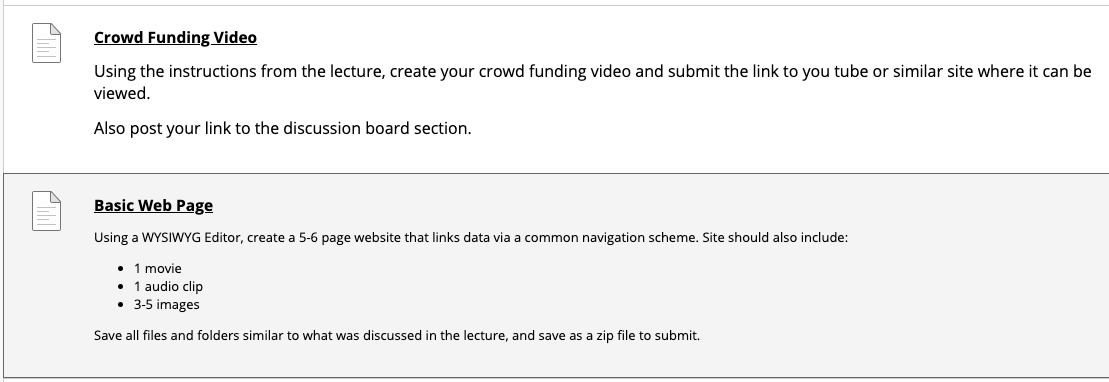 Crowd Funding Video
Using the instructions from the lecture, create your crowd funding video and submit the link to you tube or similar site where it can be
viewed.
Also post your link to the discussion board section.
Basic Web Page
Using a WYSIWYG Editor, create a 5-6 page website that links data via a common navigation scheme. Site should also include:
• 1 movie
• 1 audio clip
• 3-5 images
Save all files and folders similar to what was discussed in the lecture, and save as a zip file to submit.